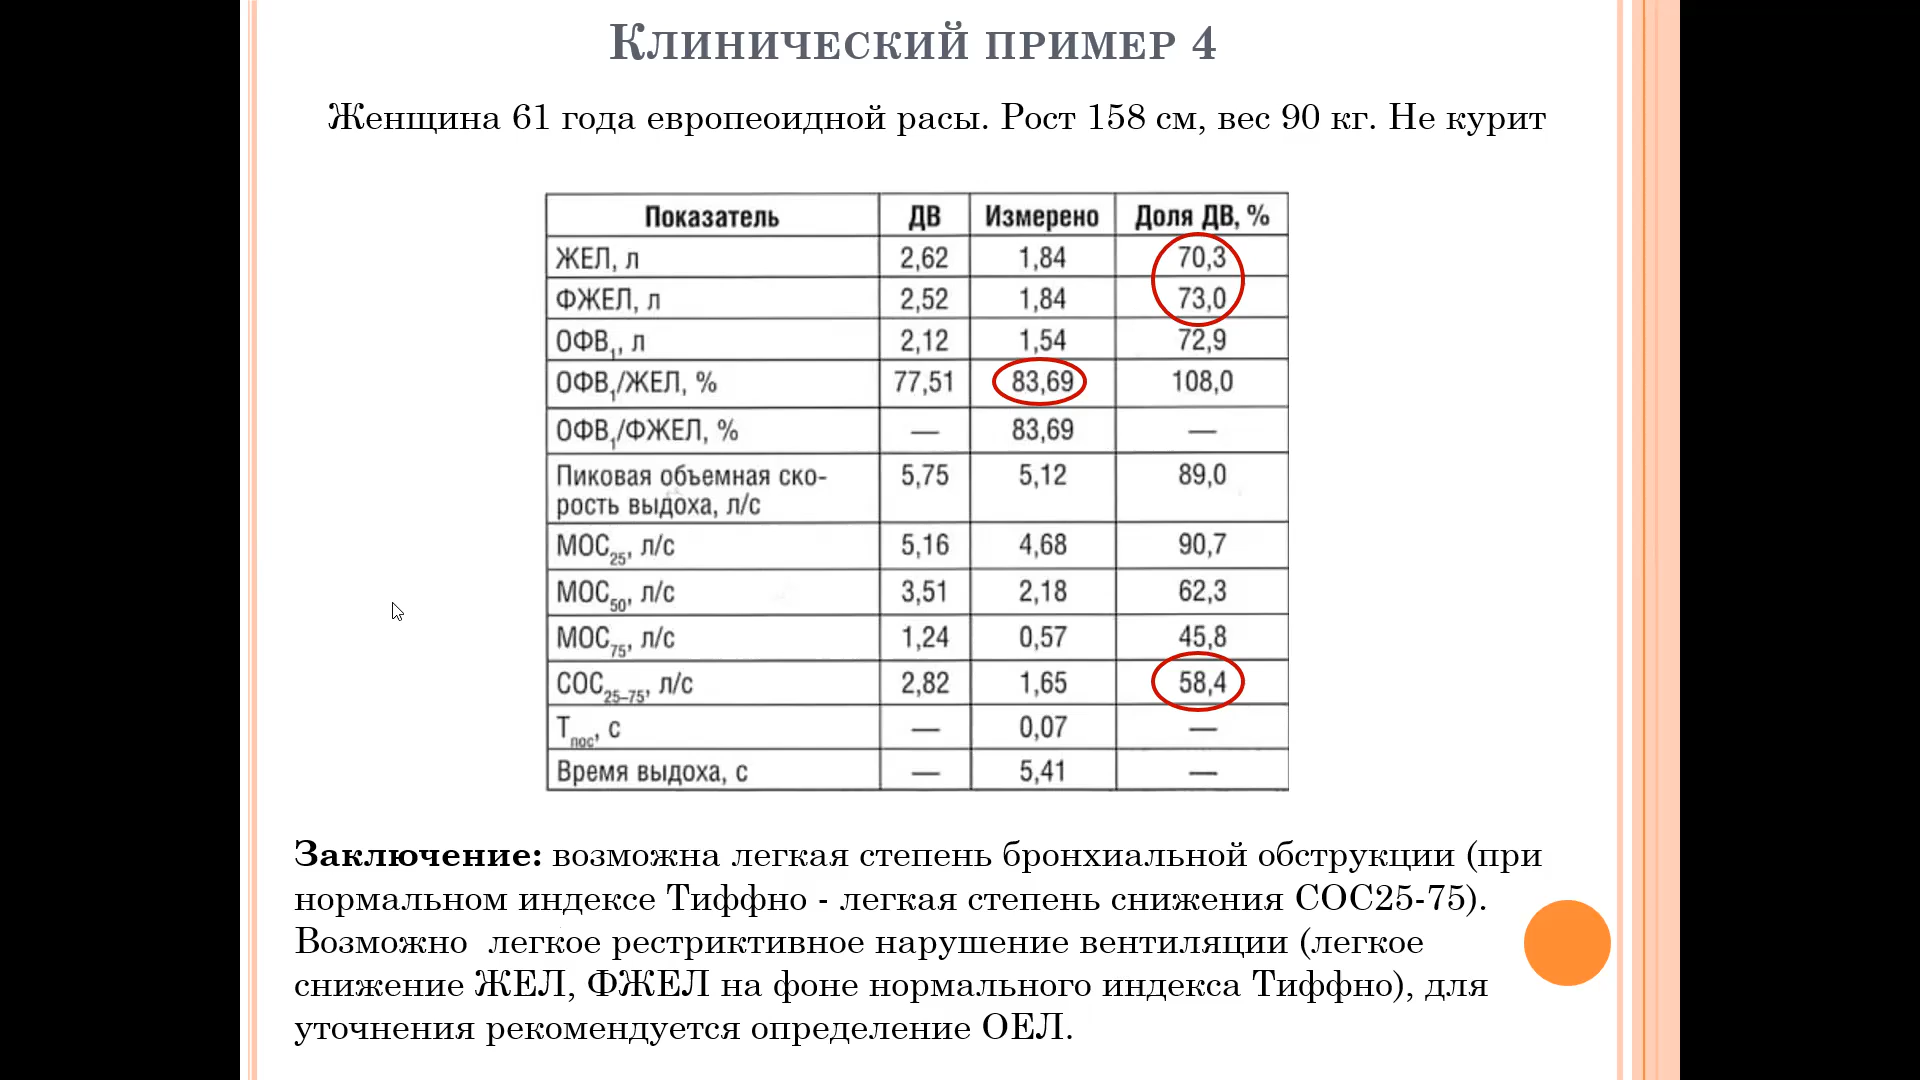 Клинический пример 4
Женщина 61 года европеоидной расы. Рост 158 см, вес 90 кг. Не курит
Показатель ДВ Измерено Доля ДВ, %
ЖЕЛ, л 2,62 1,84 70,3
ФЖЕЛ, л 2,52 1,84 73,0
ОФВ1, л 2,12 1,54 72,9
ОФВ1/ЖЕЛ, % 77,51 83,69 108,0
ОФВ1/ФЖЕЛ, % — 83,69 —
Пиковая объемная ско- 5,75 5,12 89,0
рость выдоха, л/с
МОС25, л/с 5,16 4,68 90,7
МОС50, л/с 3,51 2,18 62,3
МОС75, л/с 1,24 0,57 45,8
СОС25–75, л/с 2,82 1,65 58,4
Тпос, с — 0,07 —
Время выдоха, с — 5,41 —
Заключение: возможна легкая степень бронхиальной обструкции (при
нормальном индексе Тиффно - легкая степень снижения СОС25-75).
Возможно легкое рестриктивное нарушение вентиляции (легкое
снижение ЖЕЛ, ФЖЕЛ на фоне нормального индекса Тиффно), для
уточнения рекомендуется определение ОЕЛ.